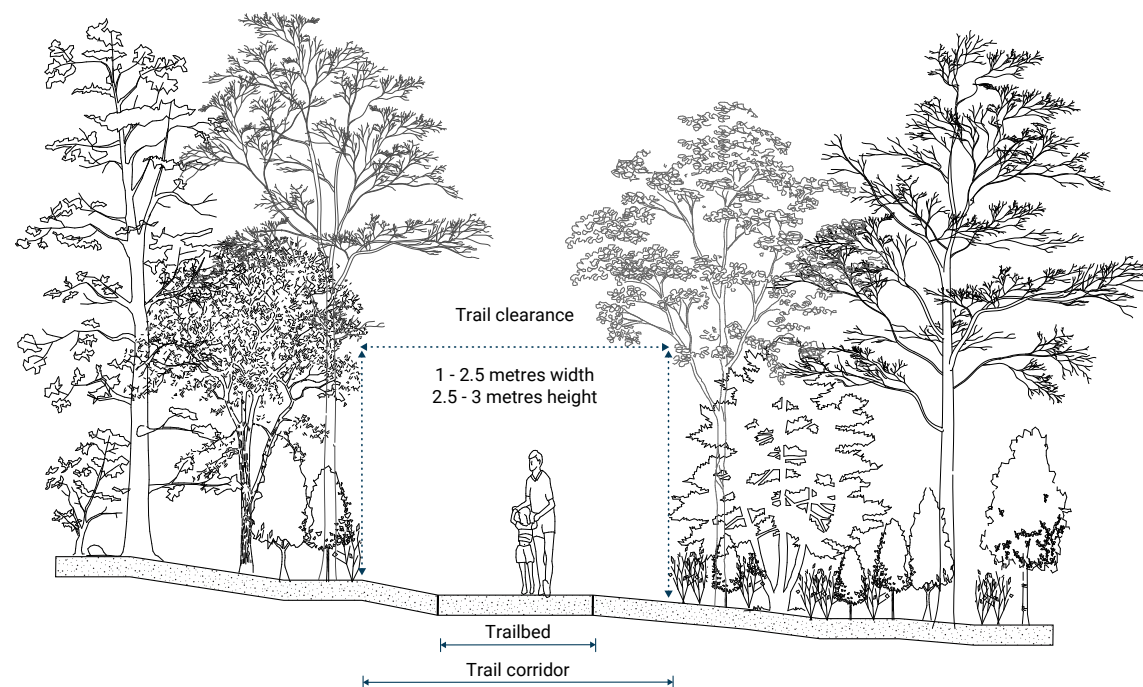 Trail clearance
1 - 2.5 metres width
2.5 - 3 metres height
Trailbed
Trail corridor